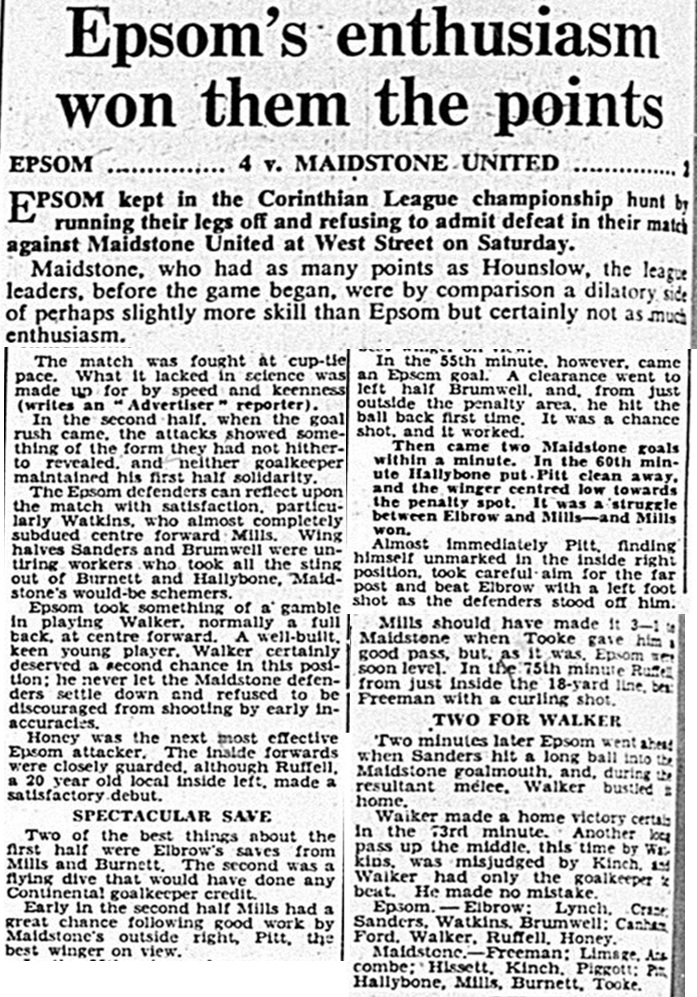 Epsom's enthusiasm
won them the points
EPSOM .............. 4 v. MAIDSTONE UNITED ..............
EPSOM kept in the Corinthian League championship hunt by
running their legs off and refusing to admit defeat in their match
against Maidstone United at West Street on Saturday.
Maidstone, who had as many points as Hounslow, the league
leaders, before the game began, were by comparison a dilatory side
of perhaps slightly more skill than Epsom but certainly not as much
enthusiasm.
The match was fought at cup-tie
pace. What it lacked in science was
made up for by speed and keenness
(writes an "Advertiser" reporter).
In the second half, when the goal
rush came, the attacks showed some-
thing of the form they had not hither-
to revealed, and neither goalkeeper
maintained his first half solidarity.
The Epsom defenders can reflect upon
the match with satisfaction, particu-
larly Watkins, who almost completely
subdued centre forward Mills. Wing
halves Sanders and Brumwell were un-
tiring workers who took all the sting
out of Burnett and Hallybone, Maid-
stone's would-be schemers.
Epsom took something of a gamble
in playing Walker, normally a full
back, at centre forward. A well-built,
keen young player, Walker certainly
deserved a second chance in this posi-
tion; he never let the Maidstone defen-
ders settle down and refused to be
discouraged from shooting by early in-
accuracies.
Honey was the next most effective
Epsom attacker. The inside forwards
were closely guarded, although Ruffell,
a 20 year old local inside left, made a
satisfactory debut.
SPECTACULAR SAVE
Two of the best things about the
first half were Elbrow's saves from
Mills and Burnett. The second was a
flying dive that would have done any
Continental goalkeeper credit.
Early in the second half Mills had a
great chance following good work by
Maidstone's outside right, Pitt, the
best winger on view.
In the 55th minute, however, came
an Epsom goal. A clearance went to
left half Brumwell, and, from just
outside the penalty area, he hit the
ball back first time. It was a chance
shot, and it worked.
Then came two Maidstone goals
within a minute. In the 60th min-
ute Hallybone put Pitt clean away,
and the winger centred low towards
the penalty spot. It was a struggle
between Elbrow and Mills—and Mills
won.
Almost immediately Pitt, finding
himself unmarked in the inside right
position, took careful aim for the far
post and beat Elbrow with a left foot
shot as the defenders stood off him.
Mills should have made it 3—1 to
Maidstone when Tooke gave him a
good pass, but, as it was, Epsom were
soon level. In the 75th minute Ruffell
from just inside the 18-yard line, beat
Freeman with a curling shot.
TWO FOR WALKER
Two minutes later Epsom went ahead
when Sanders hit a long ball into the
Maidstone goalmouth, and, during the
resultant melee, Walker bustled it
home.
Walker made a home victory certain
in the 73rd minute. Another long
pass up the middle, this time by Wat-
kins, was misjudged by Kinch, and
Walker had only the goalkeeper to
beat. He made no mistake.
Epsom.—Elbrow; Lynch, Crane;
Sanders, Watkins, Brumwell; Canham,
Ford, Walker, Ruffell, Honey.
Maidstone.—Freeman; Limage,
combe; Hissett, Kinch, Piggott; Pitt,
Hallybone, Mills, Burnett, Tooke.